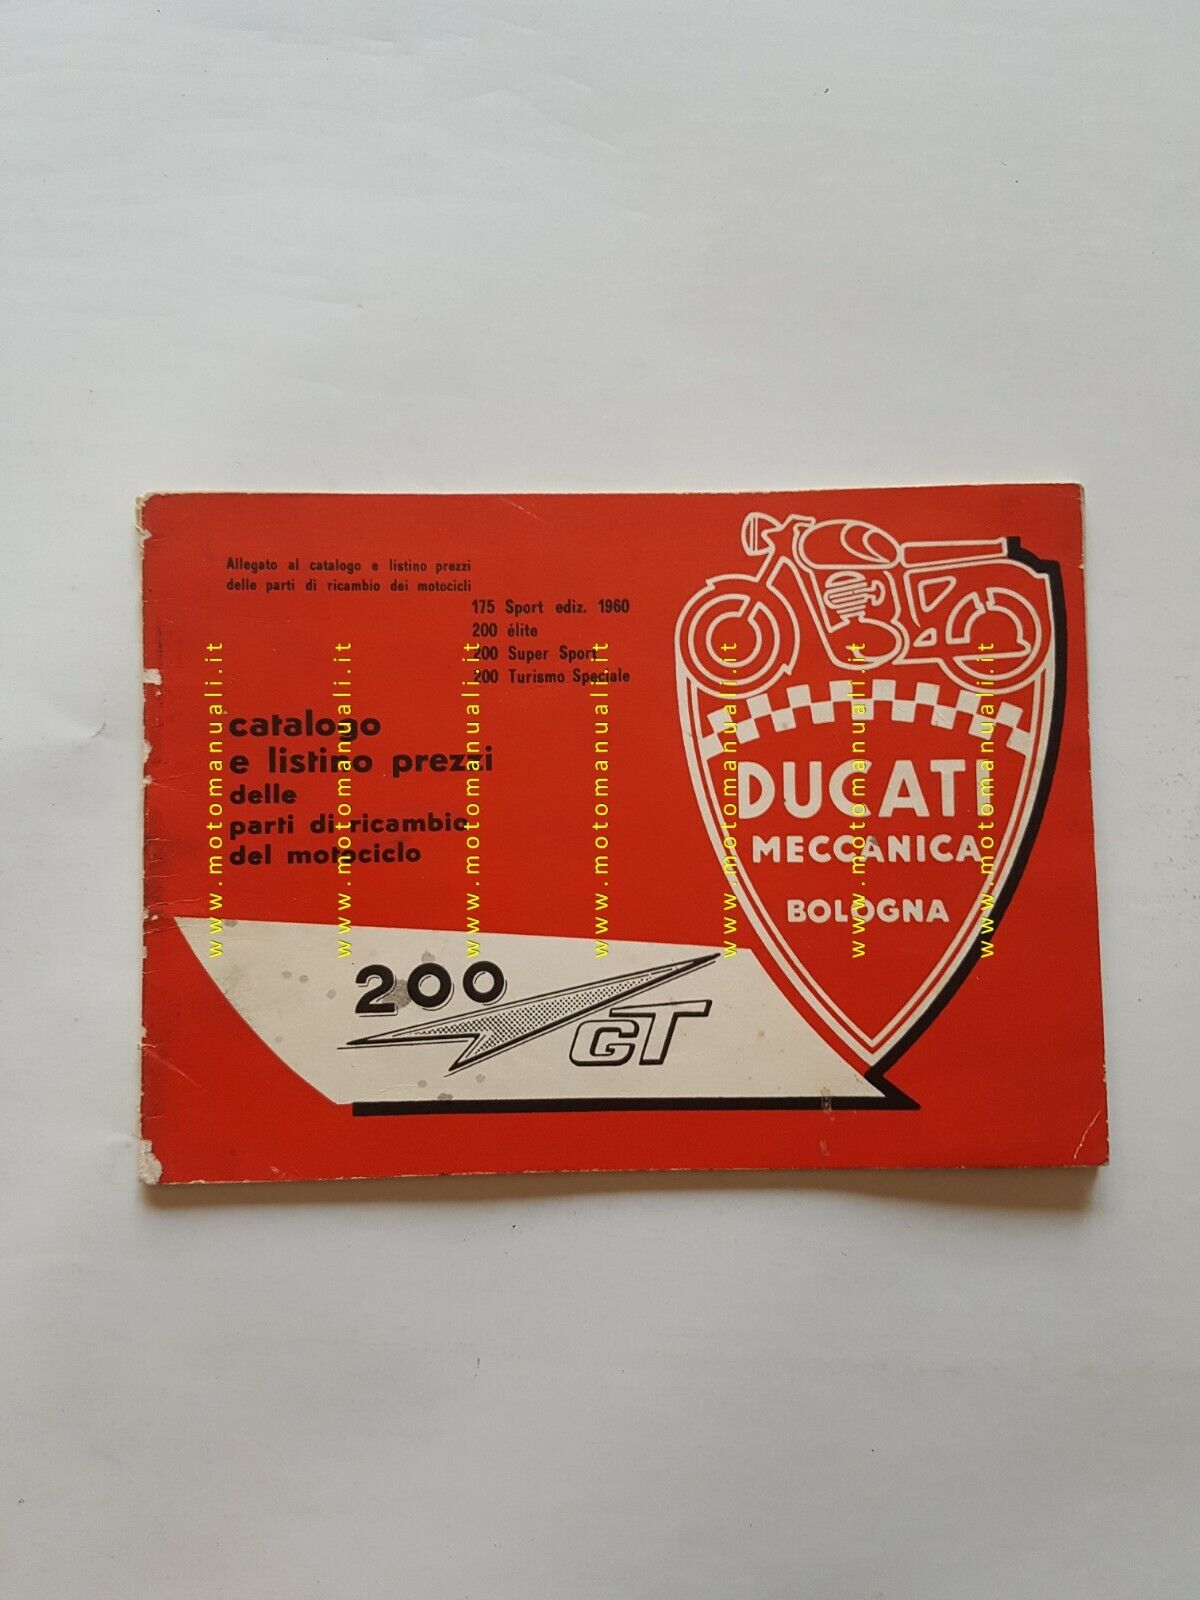 Allegato al catalogo e listino prezzi
delle parti di ricambio dei motocicli
175 Sport ediz. 1960
200 élite
200 Super Sport
200 Turismo Speciale
catalogo
e listino prezzi
delle
parti di ricambio
del motociclo
200
GT
DUCATI
MECCANICA
BOLOGNA
www.motomanuali.it
www.motomanuali.it
www.motomanuali.it
www.motomanuali.it
www.motomanuali.it
www.motomanuali.it
www.motomanuali.it